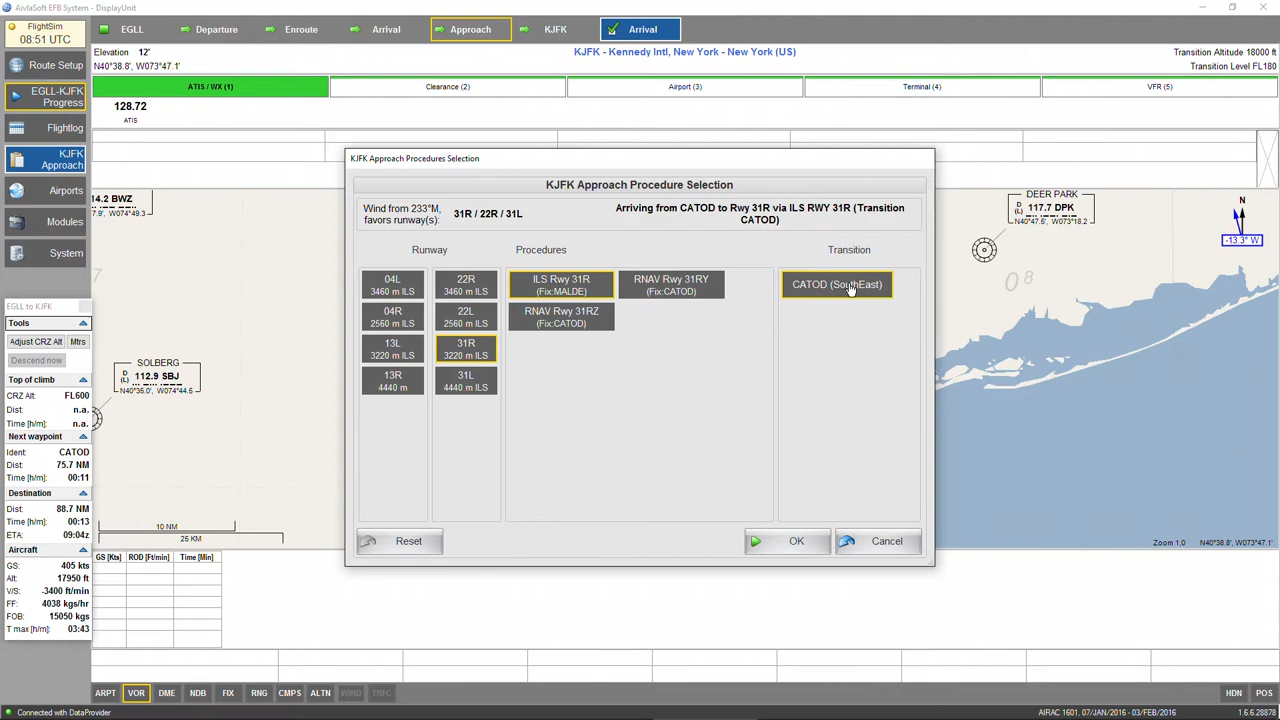 AivlaSoft EFB System - DisplayUnit
FlightSim
08:51 UTC
EGLL
Departure
Enroute
Arrival
Approach
KJFK
Arrival
Elevation 12'
N40°38.8', W073°47.1'
KJFK - Kennedy Intl, New York - New York (US)
Transition Altitude 18000 ft
Transition Level FL180
Route Setup
EGLL-KJFK
Progress
Flightlog
KJFK
Approach
Airports
Modules
System
ATIS / WX (1)
Clearance (2)
Airport (3)
Terminal (4)
VFR (5)
128.72
ATIS
14.2 BWZ
7.9', W074°49.3'
SOLBERG
D
(L)
112.9 SBJ
N40°35.0', W074°44.5'
DEER PARK
D
(L)
117.7 DPK
N40°47.5', W073°18.2
N
-13.3° W
08
KJFK Approach Procedures Selection
KJFK Approach Procedure Selection
Wind from 233°M,
favors runway(s):
31R / 22R / 31L
Arriving from CATOD to Rwy 31R via ILS RWY 31R (Transition
CATOD)
Runway
Procedures
Transition
04L
3460 m ILS
22R
3460 m ILS
04R
2560 m ILS
22L
2560 m ILS
13L
3220 m ILS
31R
3220 m ILS
13R
4440 m
31L
4440 m ILS
ILS Rwy 31R
(Fix:MALDE)
RNAV Rwy 31RY
(Fix:CATOD)
RNAV Rwy 31RZ
(Fix:CATOD)
CATOD (SouthEast)
Reset
OK
Cancel
EGLL to KJFK
Tools
Adjust CRZ Alt
Mtrs
Descend now
Top of climb
CRZ Alt: FL600
Dist: n.a.
Time [h/m]: n.a.
Next waypoint
Ident: CATOD
Dist: 75.7 NM
Time [h/m]: 00:11
Destination
Dist: 88.7 NM
Time [h/m]: 00:13
ETA: 09:04z
Aircraft
GS: 405 kts
Alt: 17950 ft
V/S: -3400 ft/min
FF: 4038 kgs/hr
FOB: 15050 kgs
T max [h/m]: 03:43
10 NM
25 KM
Zoom 1.0
N40°38.8', W073°47.1'
GS [Kts]
ROD [Ft/min]
Time [Min]
ARPT
VOR
DME
NDB
FIX
RNG
CMPS
ALTN
WIND
TRFC
HDN
POS
Connected with DataProvider
AIRAC 1601, 07/JAN/2016 - 03/FEB/2016
1.6.6.28878